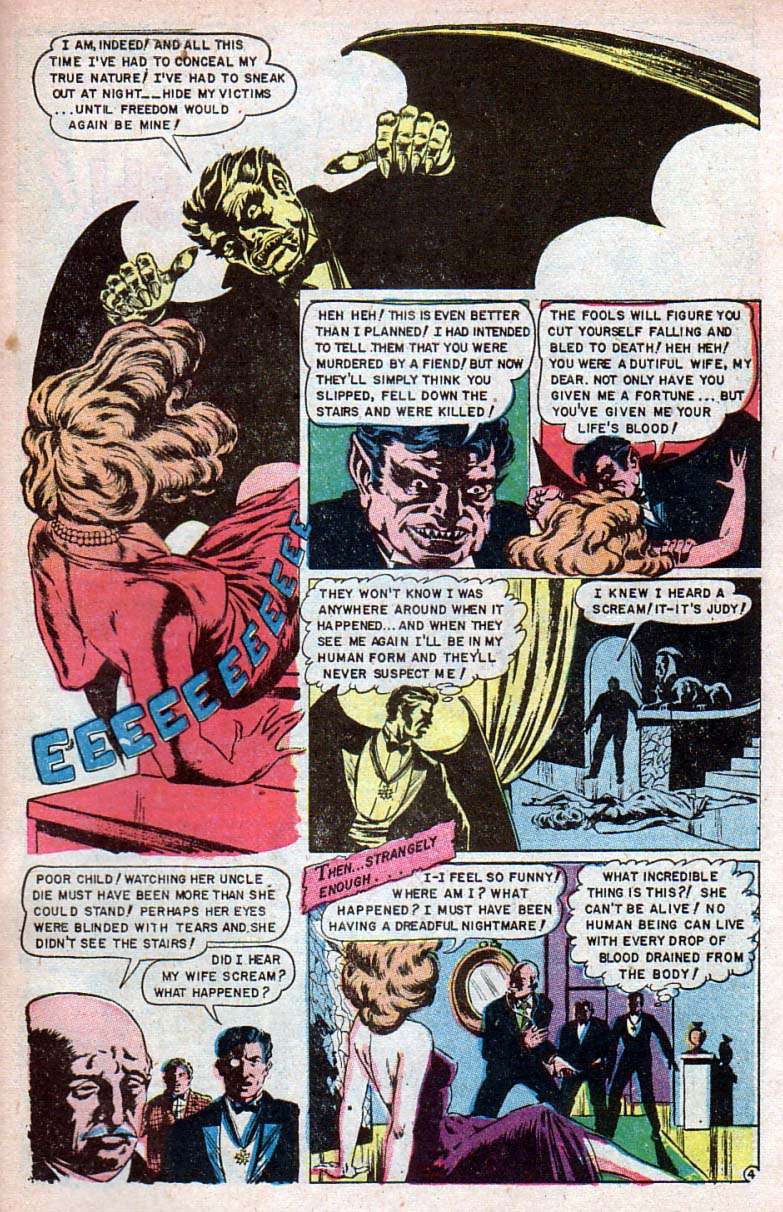 I AM, INDEED! AND ALL THIS
TIME I'VE HAD TO CONCEAL MY
TRUE NATURE! I'VE HAD TO SNEAK
OUT AT NIGHT__HIDE MY VICTIMS
...UNTIL FREEDOM WOULD
AGAIN BE MINE!
EEEEEEEEEEEEE
HEH HEH! THIS IS EVEN BETTER
THAN I PLANNED! I HAD INTENDED
TO TELL THEM THAT YOU WERE
MURDERED BY A FIEND! BUT NOW
THEY'LL SIMPLY THINK YOU
SLIPPED, FELL DOWN THE
STAIRS AND WERE KILLED!
THE FOOLS WILL FIGURE YOU
CUT YOURSELF FALLING AND
BLED TO DEATH! HEH HEH!
YOU WERE A DUTIFUL WIFE, MY
DEAR. NOT ONLY HAVE YOU
GIVEN ME A FORTUNE... BUT
YOU'VE GIVEN ME YOUR
LIFE'S BLOOD!
THEY WON'T KNOW I WAS
ANYWHERE AROUND WHEN IT
HAPPENED...AND WHEN THEY
SEE ME AGAIN I'LL BE IN MY
HUMAN FORM AND THEY'LL
NEVER SUSPECT ME!
I KNEW I HEARD A
SCREAM! IT-IT'S JUDY!
POOR CHILD! WATCHING HER UNCLE
DIE MUST HAVE BEEN MORE THAN SHE
COULD STAND! PERHAPS HER EYES
WERE BLINDED WITH TEARS AND SHE
DIDN'T SEE THE STAIRS!
DID I HEAR
MY WIFE SCREAM?
WHAT HAPPENED?
THEN...STRANGELY
ENOUGH....
I-I FEEL SO FUNNY!
WHERE AM I? WHAT
HAPPENED? I MUST HAVE BEEN
HAVING A DREADFUL NIGHTMARE!
WHAT INCREDIBLE
THING IS THIS?! SHE
CAN'T BE ALIVE! NO
HUMAN BEING CAN LIVE
WITH EVERY DROP OF
BLOOD DRAINED FROM
THE BODY!
4